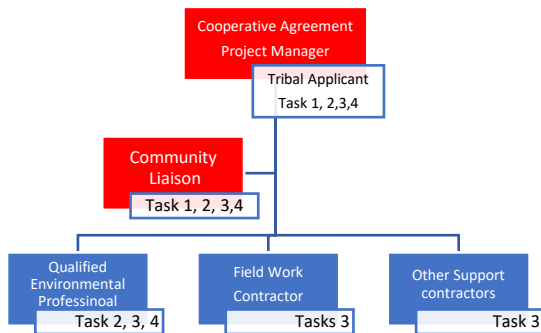 Cooperative Agreement
Project Manager
Tribal Applicant
Task 1, 2,3,4
Community
Liaison
Task 1, 2, 3,4
Qualified
Environmental
Professinoal
Task 2, 3, 4
Field Work
Contractor
Tasks 3
Other Support
contractors
Task 3